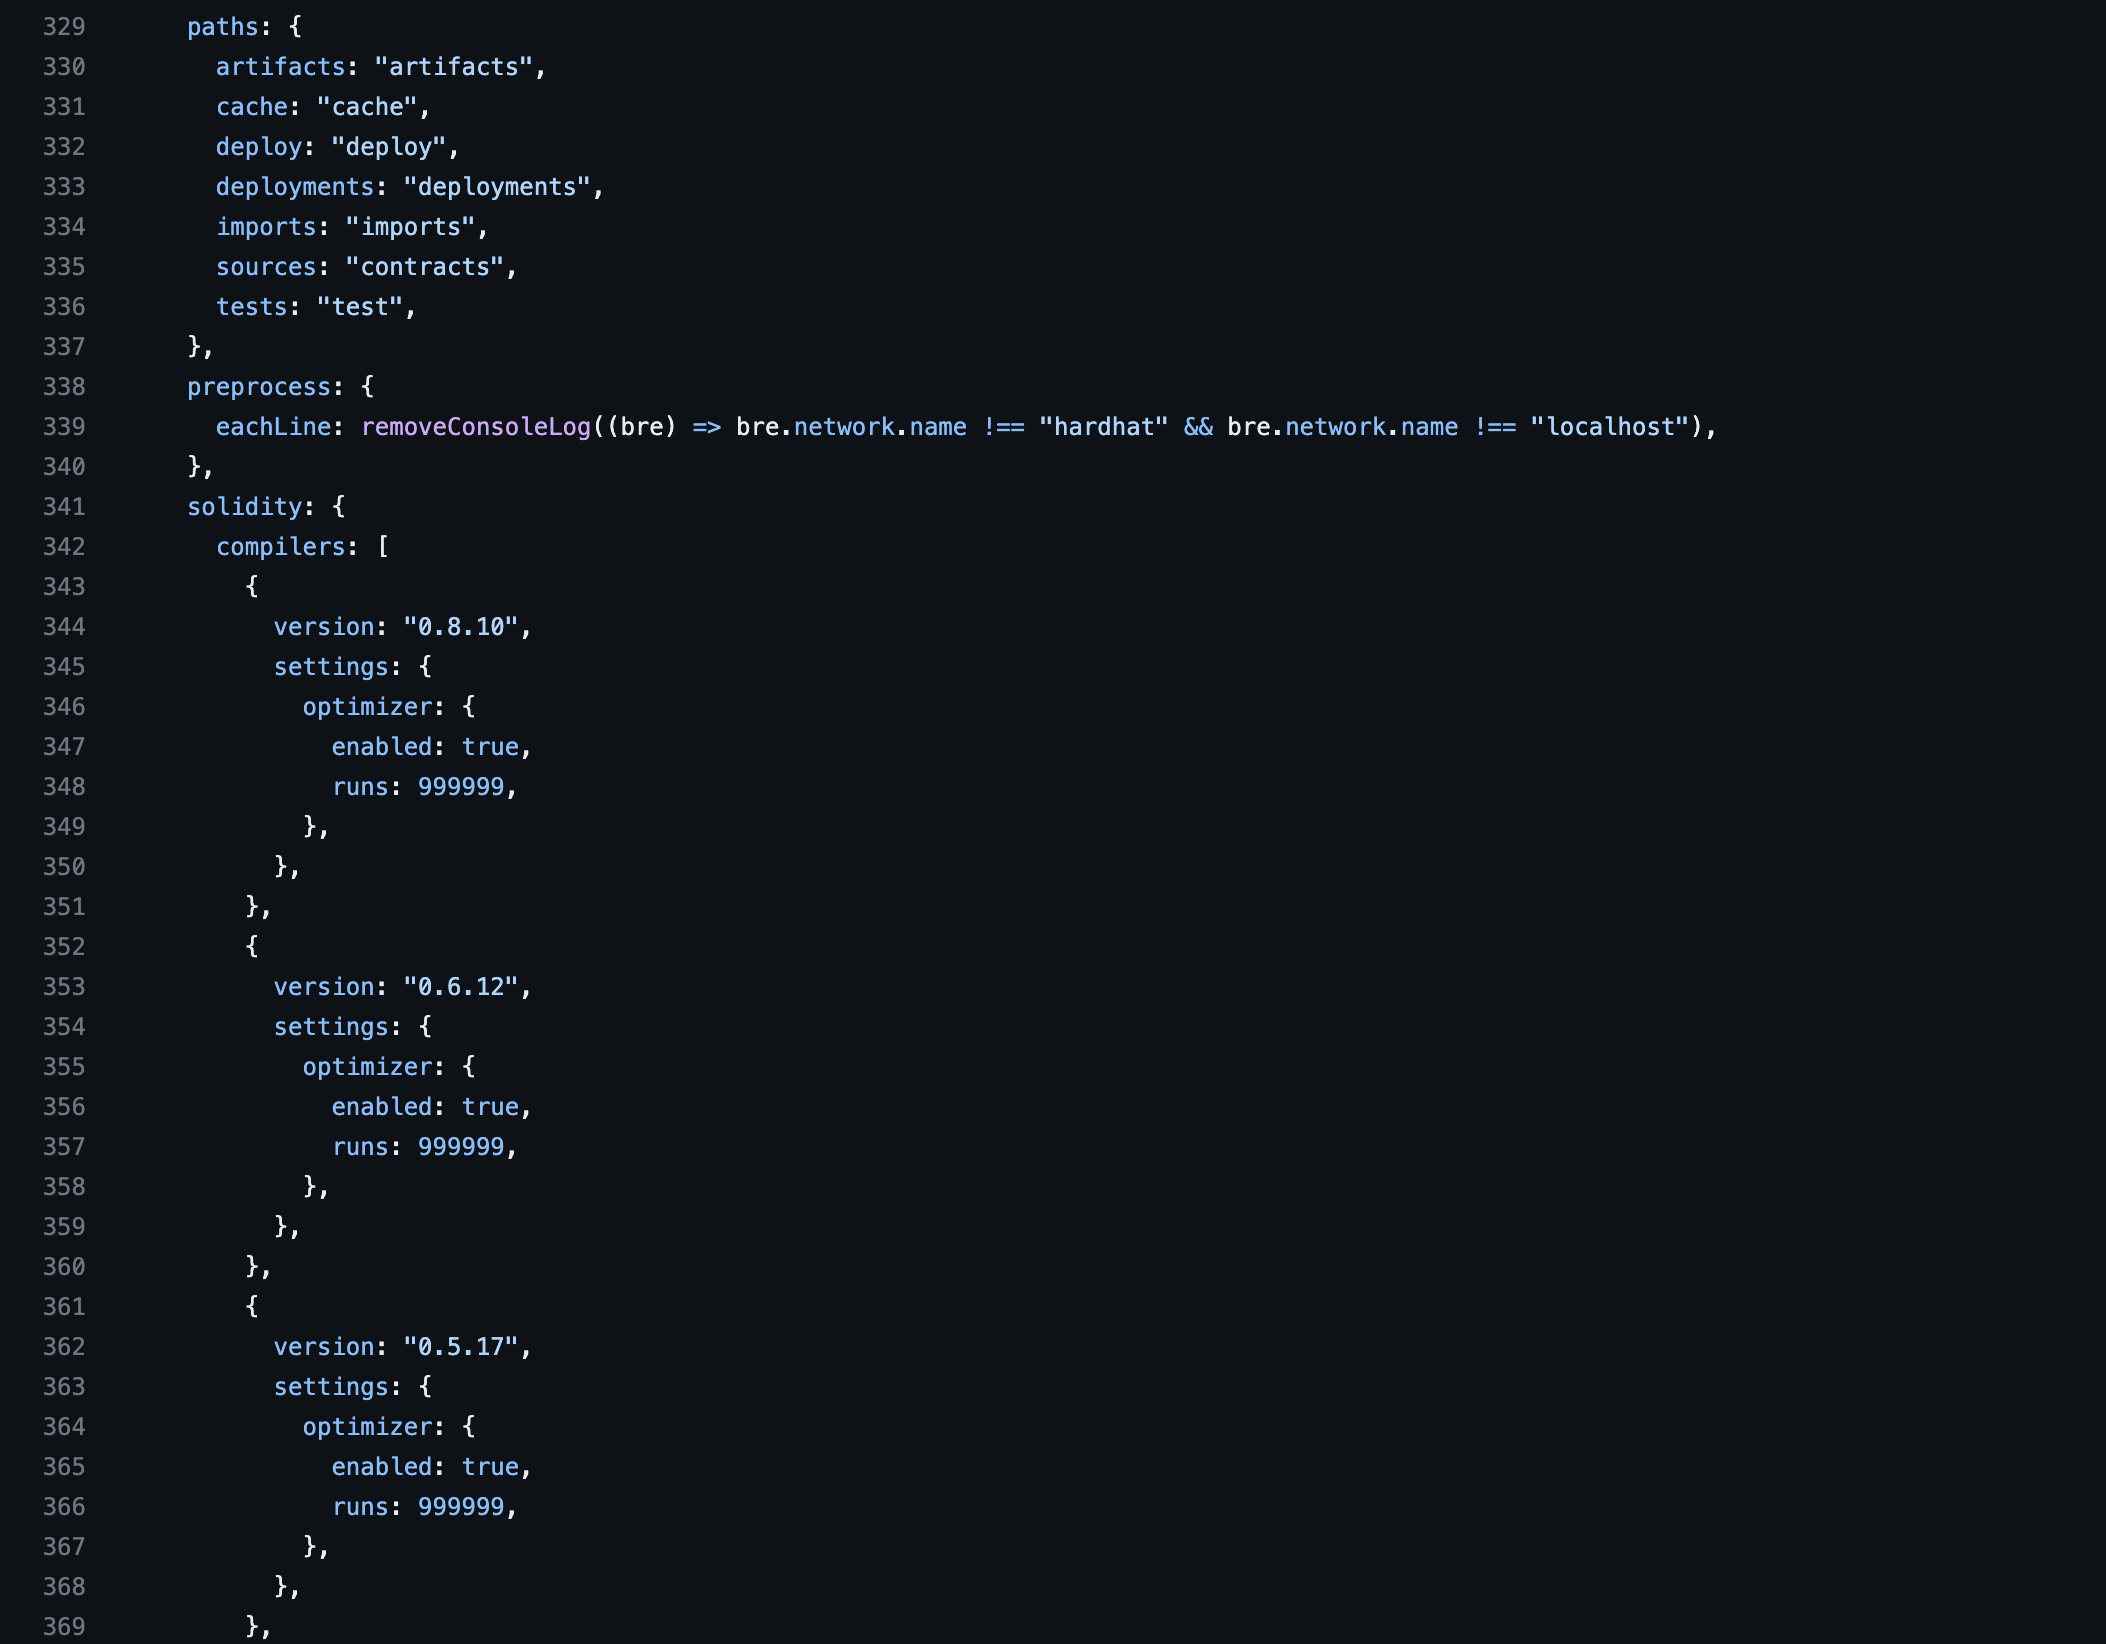 329 paths: {
330 artifacts: "artifacts",
331 cache: "cache",
332 deploy: "deploy",
333 deployments: "deployments",
334 imports: "imports",
335 sources: "contracts",
336 tests: "test",
337 },
338 preprocess: {
339 eachLine: removeConsoleLog((bre) => bre.network.name !== "hardhat" && bre.network.name !== "localhost"),
340 },
341 solidity: {
342 compilers: [
343 {
344 version: "0.8.10",
345 settings: {
346 optimizer: {
347 enabled: true,
348 runs: 999999,
349 },
350 },
351 },
352 {
353 version: "0.6.12",
354 settings: {
355 optimizer: {
356 enabled: true,
357 runs: 999999,
358 },
359 },
360 },
361 {
362 version: "0.5.17",
363 settings: {
364 optimizer: {
365 enabled: true,
366 runs: 999999,
367 },
368 },
369 },